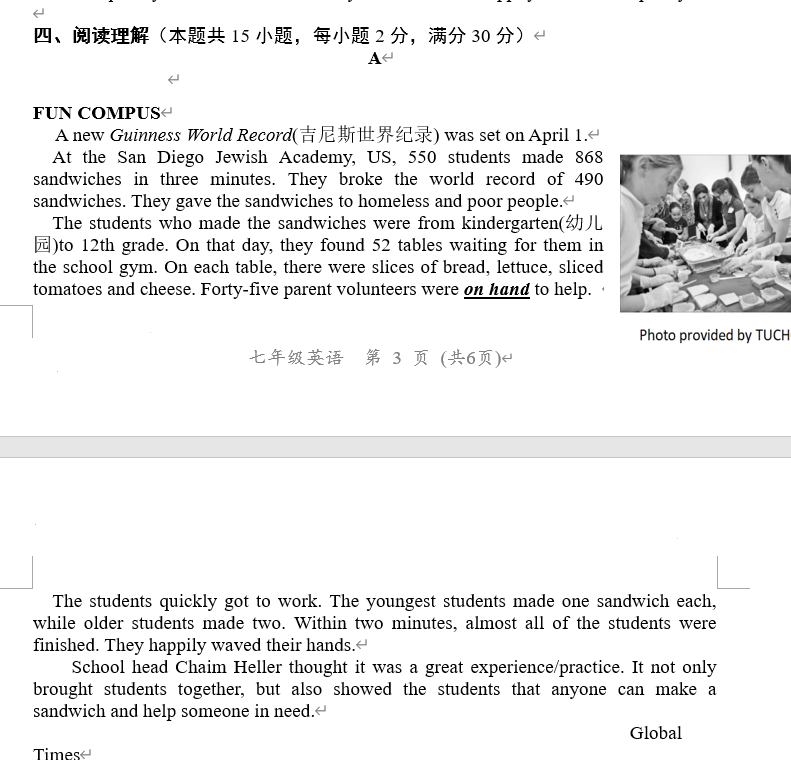 四、阅读理解（本题共 15 小题，每小题 2 分，满分 30 分）
A
FUN COMPUS
A new Guinness World Record(吉尼斯世界纪录) was set on April 1.
At the San Diego Jewish Academy, US, 550 students made 868
sandwiches in three minutes. They broke the world record of 490
sandwiches. They gave the sandwiches to homeless and poor people.
The students who made the sandwiches were from kindergarten(幼儿
园)to 12th grade. On that day, they found 52 tables waiting for them in
the school gym. On each table, there were slices of bread, lettuce, sliced
tomatoes and cheese. Forty-five parent volunteers were on hand to help.
Photo provided by TUCH
七年级英语 第 3 页 (共6页)
The students quickly got to work. The youngest students made one sandwich each,
while older students made two. Within two minutes, almost all of the students were
finished. They happily waved their hands.
School head Chaim Heller thought it was a great experience/practice. It not only
brought students together, but also showed the students that anyone can make a
sandwich and help someone in need.
Global
Times